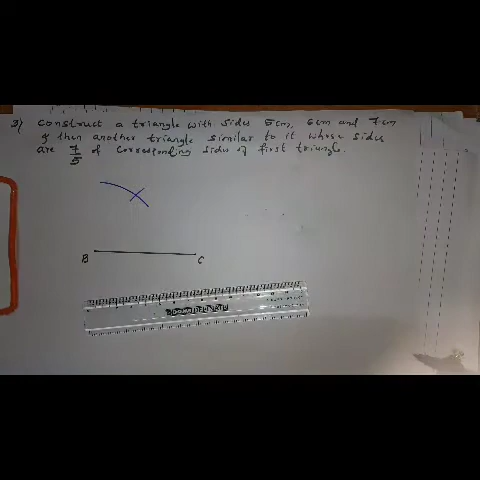 3) Construct a triangle with sides 5cm, 6cm and 7cm
& then another triangle similar to it whose sides
are 7/5 of corresponding sides of first triangle.
B
C